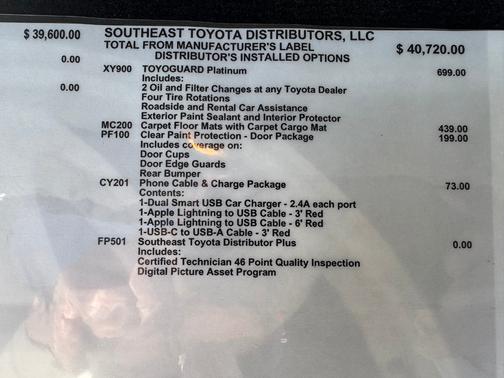 $ 39,600.00 SOUTHEAST TOYOTA DISTRIBUTORS, LLC
TOTAL FROM MANUFACTURER'S LABEL $ 40,720.00
0.00 DISTRIBUTOR'S INSTALLED OPTIONS
XY900 TOYOGUARD Platinum 699.00
Includes:
0.00 2 Oil and Filter Changes at any Toyota Dealer
Four Tire Rotations
Roadside and Rental Car Assistance
Exterior Paint Sealant and Interior Protector
MC200 Carpet Floor Mats with Carpet Cargo Mat 439.00
PF100 Clear Paint Protection - Door Package 199.00
Includes coverage on:
Door Cups
Door Edge Guards
Rear Bumper
CY201 Phone Cable & Charge Package 73.00
Contents:
1-Dual Smart USB Car Charger - 2.4A each port
1-Apple Lightning to USB Cable - 3' Red
1-Apple Lightning to USB Cable - 6' Red
1-USB-C to USB-A Cable - 3' Red
FP501 Southeast Toyota Distributor Plus 0.00
Includes:
Certified Technician 46 Point Quality Inspection
Digital Picture Asset Program